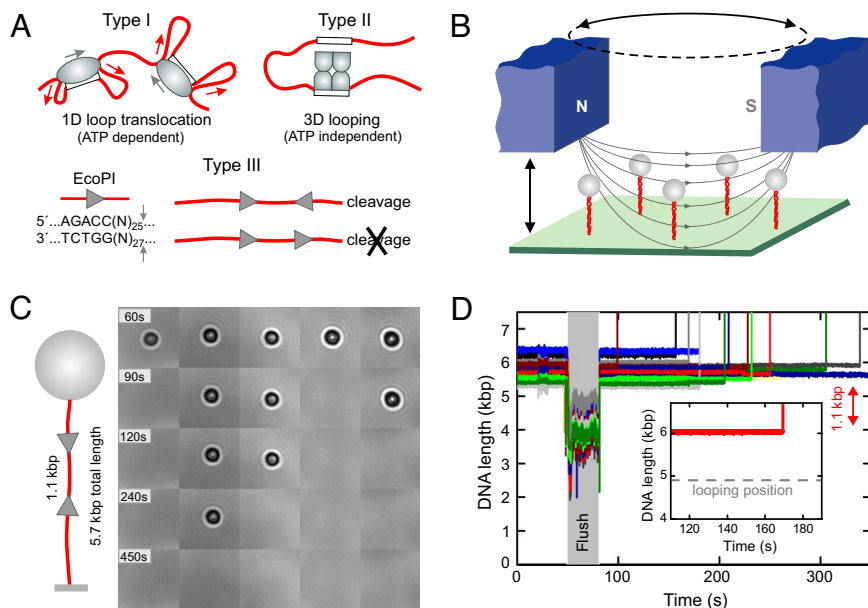 A
Type I
Type II
1D loop translocation
(ATP dependent)
3D looping
(ATP independent)
Type III
EcoPI
5´...AGACC(N)25...
3´...TCTGG(N)27...
cleavage
cleavage
B
N
S
C
1.1 kbp
5.7 kbp total length
60s
90s
120s
240s
450s
D
DNA length (kbp)
7
6
5
4
3
2
1
0
Flush
1.1 kbp
DNA length (kbp)
6
5
4
looping position
120
140
160
180
Time (s)
0
100
200
300
Time (s)